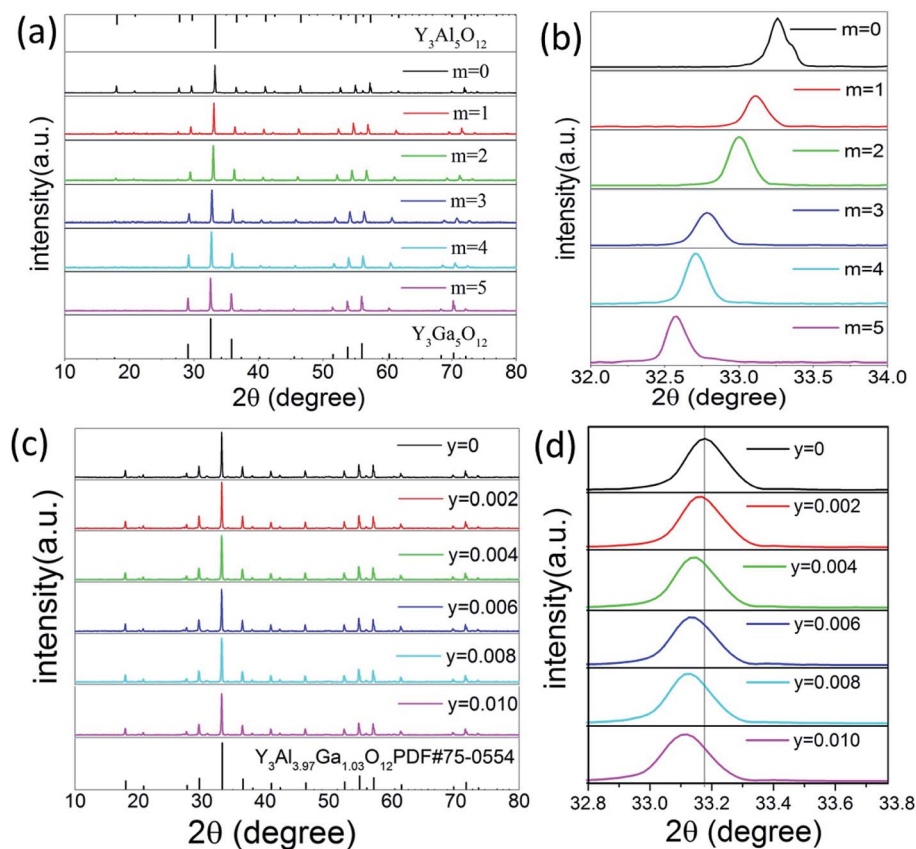 (a)
Y₃Al₅O₁₂
m=0
m=1
m=2
m=3
m=4
m=5
Y₃Ga₅O₁₂
intensity(a.u.)
10 20 30 40 50 60 70 80
2θ (degree)
(b)
m=0
m=1
m=2
m=3
m=4
m=5
intensity(a.u.)
32.0 32.5 33.0 33.5 34.0
2θ (degree)
(c)
y=0
y=0.002
y=0.004
y=0.006
y=0.008
y=0.010
Y₃Al₃.₉₇Ga₁.₀₃O₁₂PDF#75-0554
intensity(a.u.)
10 20 30 40 50 60 70 80
2θ (degree)
(d)
y=0
y=0.002
y=0.004
y=0.006
y=0.008
y=0.010
intensity(a.u.)
32.8 33.0 33.2 33.4 33.6 33.8
2θ (degree)